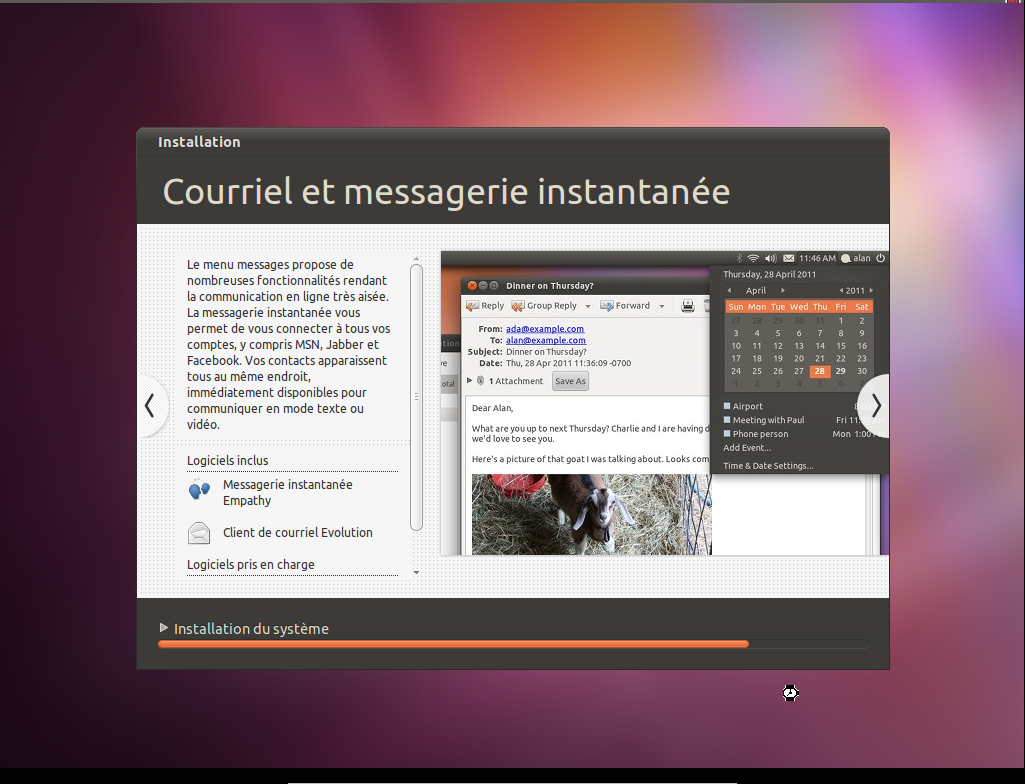 Installation
Courriel et messagerie instantanée
Le menu messages propose de
nombreuses fonctionnalités rendant
la communication en ligne très aisée.
La messagerie instantanée vous
permet de vous connecter à tous vos
comptes, y compris MSN, Jabber et
Facebook. Vos contacts apparaissent
tous au même endroit,
immédiatement disponibles pour
communiquer en mode texte ou
vidéo.
Logiciels inclus
Messagerie instantanée
Empathy
Client de courriel Evolution
Logiciels pris en charge
11:46 AM alan
Dinner on Thursday?
Reply Group Reply Forward
From: ada@example.com
To: alan@example.com
Subject: Dinner on Thursday?
Date: Thu, 28 Apr 2011 11:36:09 -0700
1 Attachment Save As
Dear Alan,
What are you up to next Thursday? Charlie and I are having
we'd love to see you.
Here's a picture of that goat I was talking about. Looks
Thursday, 28 April 2011
April 2011
Sun Mon Tue Wed Thu Fri Sat
27 28 29 30 31 1 2
3 4 5 6 7 8 9
10 11 12 13 14 15 16
17 18 19 20 21 22 23
24 25 26 27 28 29 30
1 2 3 4 5 6 7
Airport
Meeting with Paul Fri
Phone person Mon 1:00
Add Event...
Time & Date Settings...
Installation du système